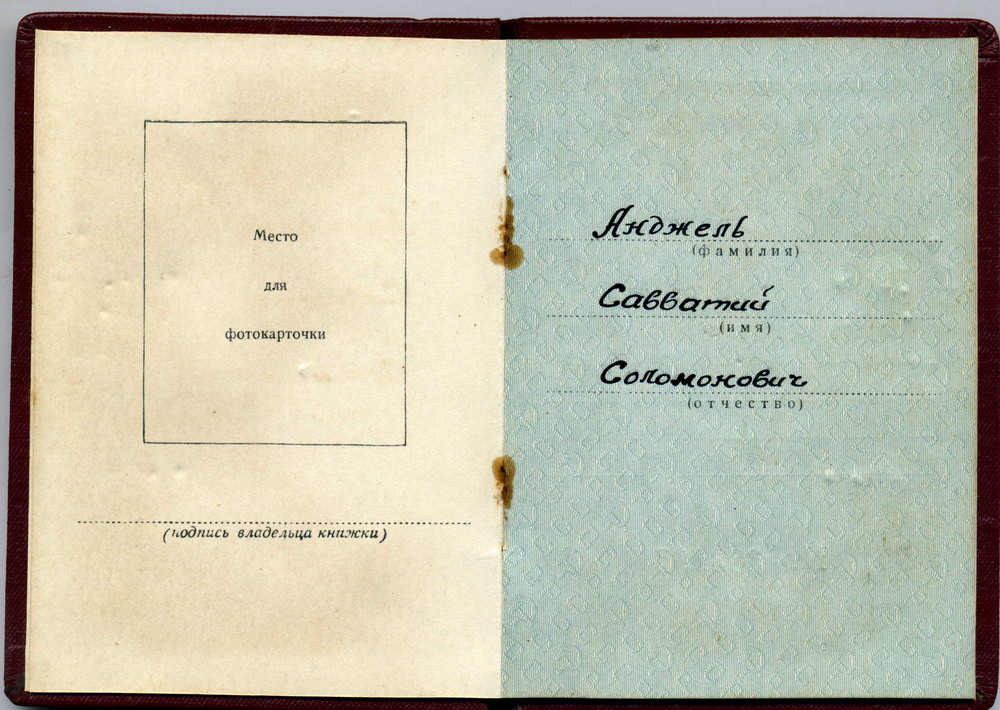 Место
для
фотокарточки
(подпись владельца книжки)
Анджель
(фамилия)
Савватий
(имя)
Соломонович
(отчество)